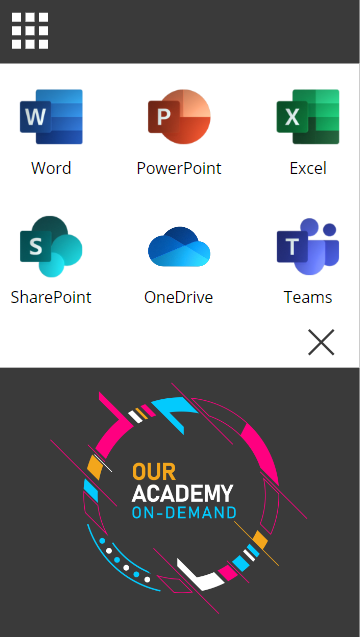 W
P
X
Word
PowerPoint
Excel
S
T
SharePoint
OneDrive
Teams
OUR
ACADEMY
ON-DEMAND